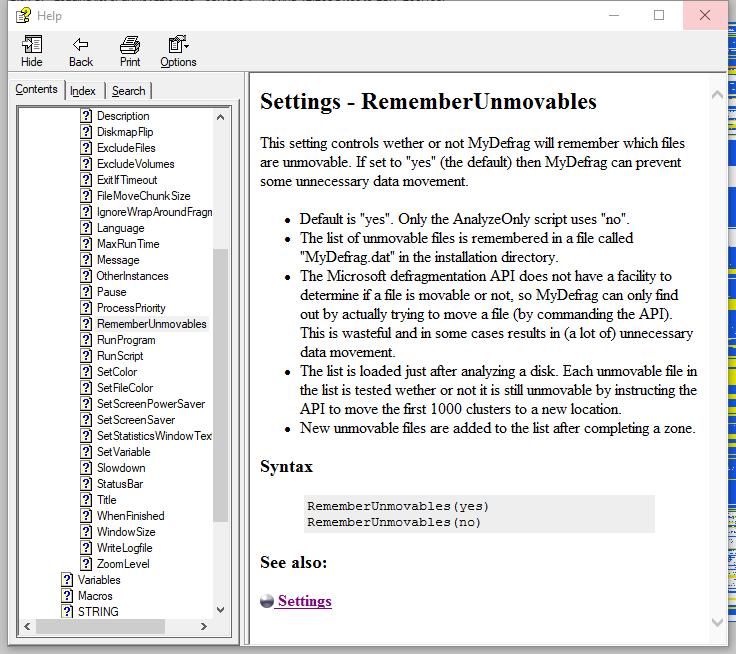 Help
Hide
Back
Print
Options
Contents
Index
Search
Description
DiskmapFlip
ExcludeFiles
ExcludeVolumes
ExitIfTimeout
FileMoveChunkSize
IgnoreWrapAroundFragm
Language
MaxRunTime
Message
OtherInstances
Pause
ProcessPriority
RememberUnmovables
RunProgram
RunScript
SetColor
SetFileColor
SetScreenPowerSaver
SetScreenSaver
SetStatisticsWindowText
SetVariable
Slowdown
StatusBar
Title
WhenFinished
WindowSize
WriteLogfile
ZoomLevel
Variables
Macros
STRING
Settings - RememberUnmovables
This setting controls wether or not MyDefrag will remember which files
are unmovable. If set to "yes" (the default) then MyDefrag can prevent
some unnecessary data movement.
Default is "yes". Only the AnalyzeOnly script uses "no".
The list of unmovable files is remembered in a file called
"MyDefrag.dat" in the installation directory.
The Microsoft defragmentation API does not have a facility to
determine if a file is movable or not, so MyDefrag can only find
out by actually trying to move a file (by commanding the API).
This is wasteful and in some cases results in (a lot of) unnecessary
data movement.
The list is loaded just after analyzing a disk. Each unmovable file in
the list is tested wether or not it is still unmovable by instructing the
API to move the first 1000 clusters to a new location.
New unmovable files are added to the list after completing a zone.
Syntax
RememberUnmovables(yes)
RememberUnmovables(no)
See also:
Settings